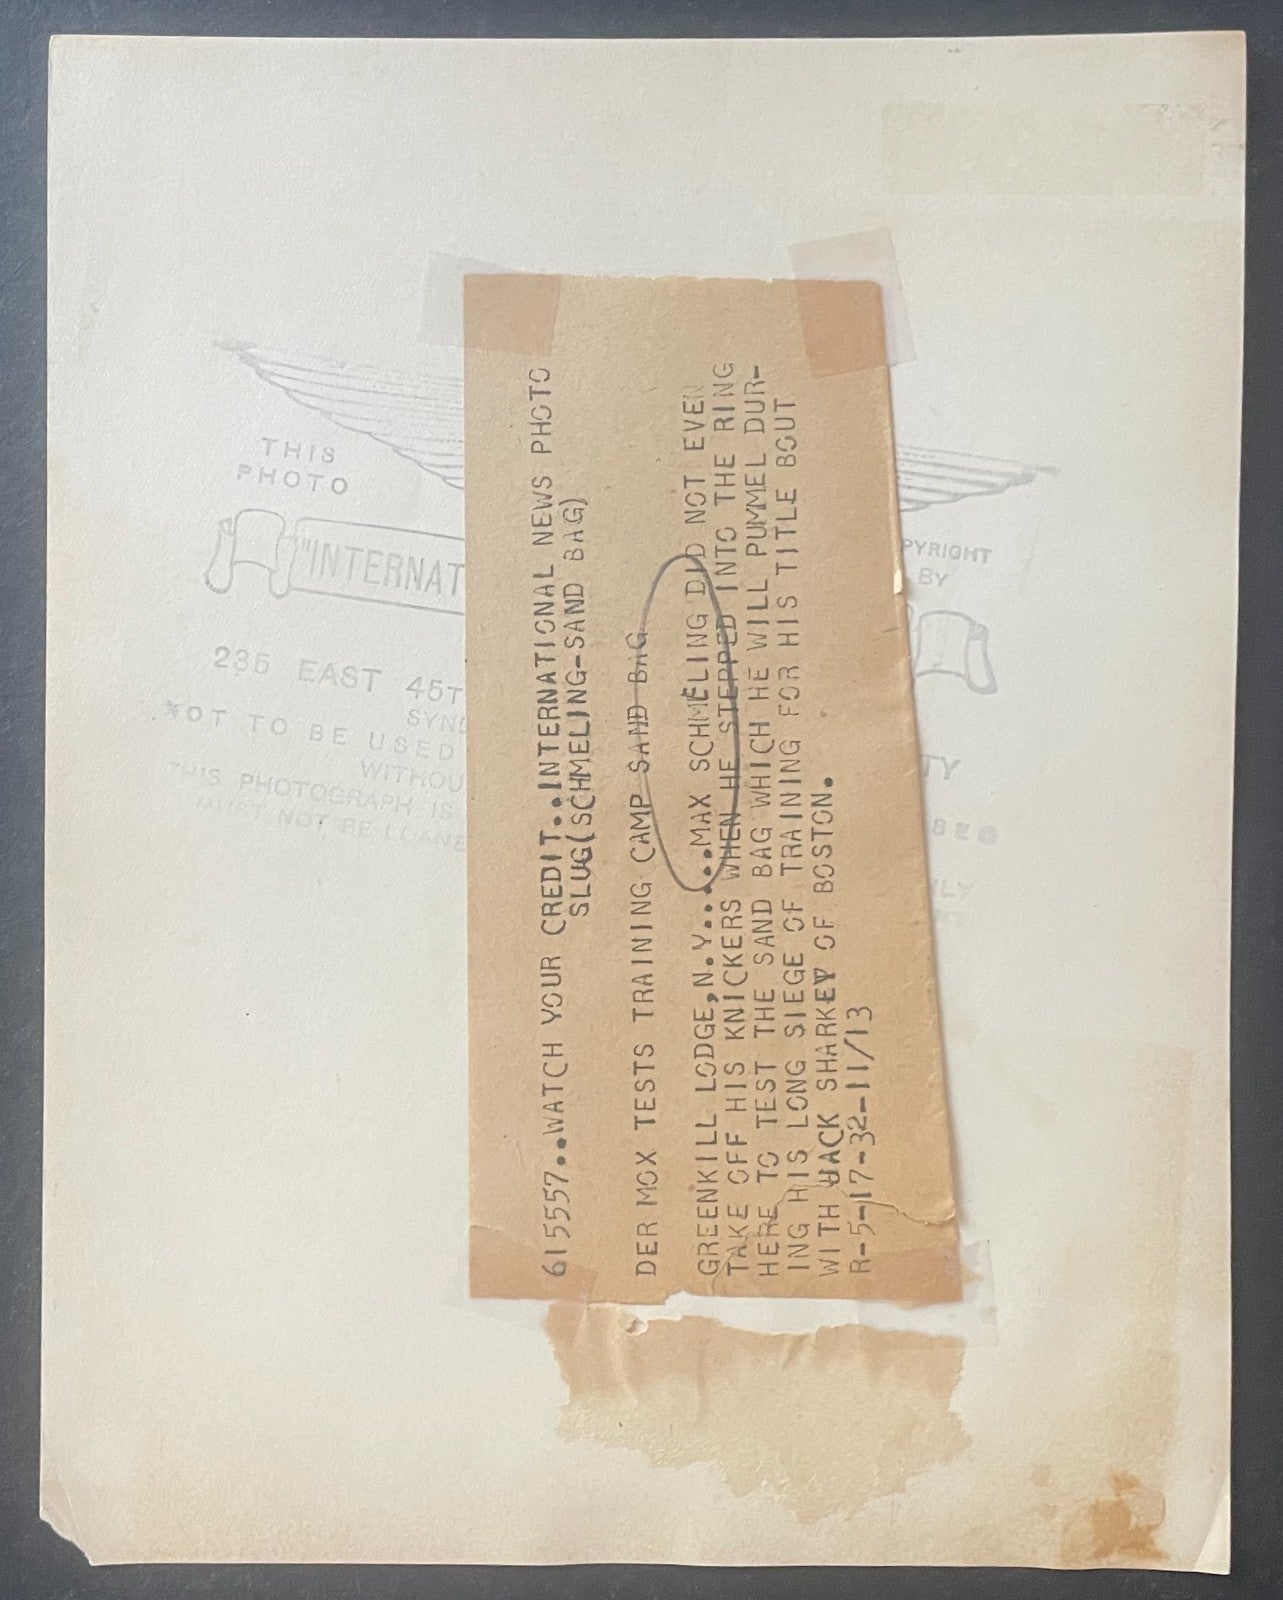 615557..WATCH YOUR CREDIT..INTERNATIONAL NEWS PHOTO
SLUG(SCHMELING-SAND BAG)
DER MOX TESTS TRAINING CAMP SAND BAG
GREENKILL LODGE,N.Y......MAX SCHMELING DID NOT EVEN
TAKE OFF HIS KNICKERS WHEN HE STEPPED INTO THE RING
HERE TO TEST THE SAND BAG WHICH HE WILL PUMMEL DUR-
ING HIS LONG SIEGE OF TRAINING FOR HIS TITLE BOUT
WITH JACK SHARKEY OF BOSTON.
R-5-17-32-11/13
THIS
PHOTO
PYRIGHT
BY
"INTERNAT
235 EAST 45T
SYND
NOT TO BE USED
WITHOU
TY
THIS PHOTOGRAPH IS
MUST NOT BE LOANE